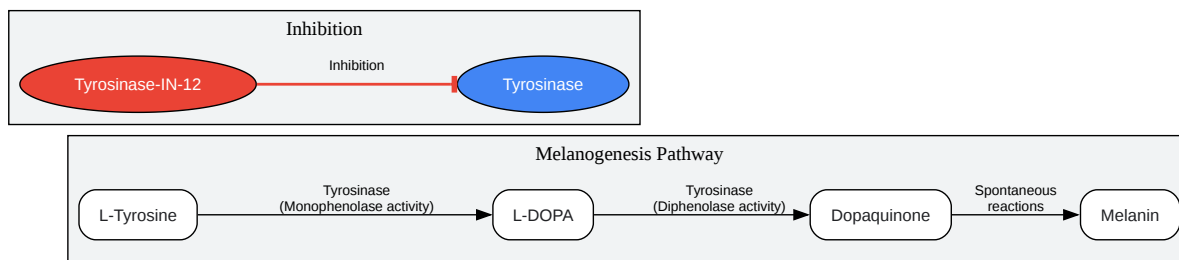 Inhibition
Tyrosinase-IN-12
Inhibition
Tyrosinase
Melanogenesis Pathway
L-Tyrosine
Tyrosinase
(Monophenolase activity)
L-DOPA
Tyrosinase
(Diphenolase activity)
Dopaquinone
Spontaneous
reactions
Melanin